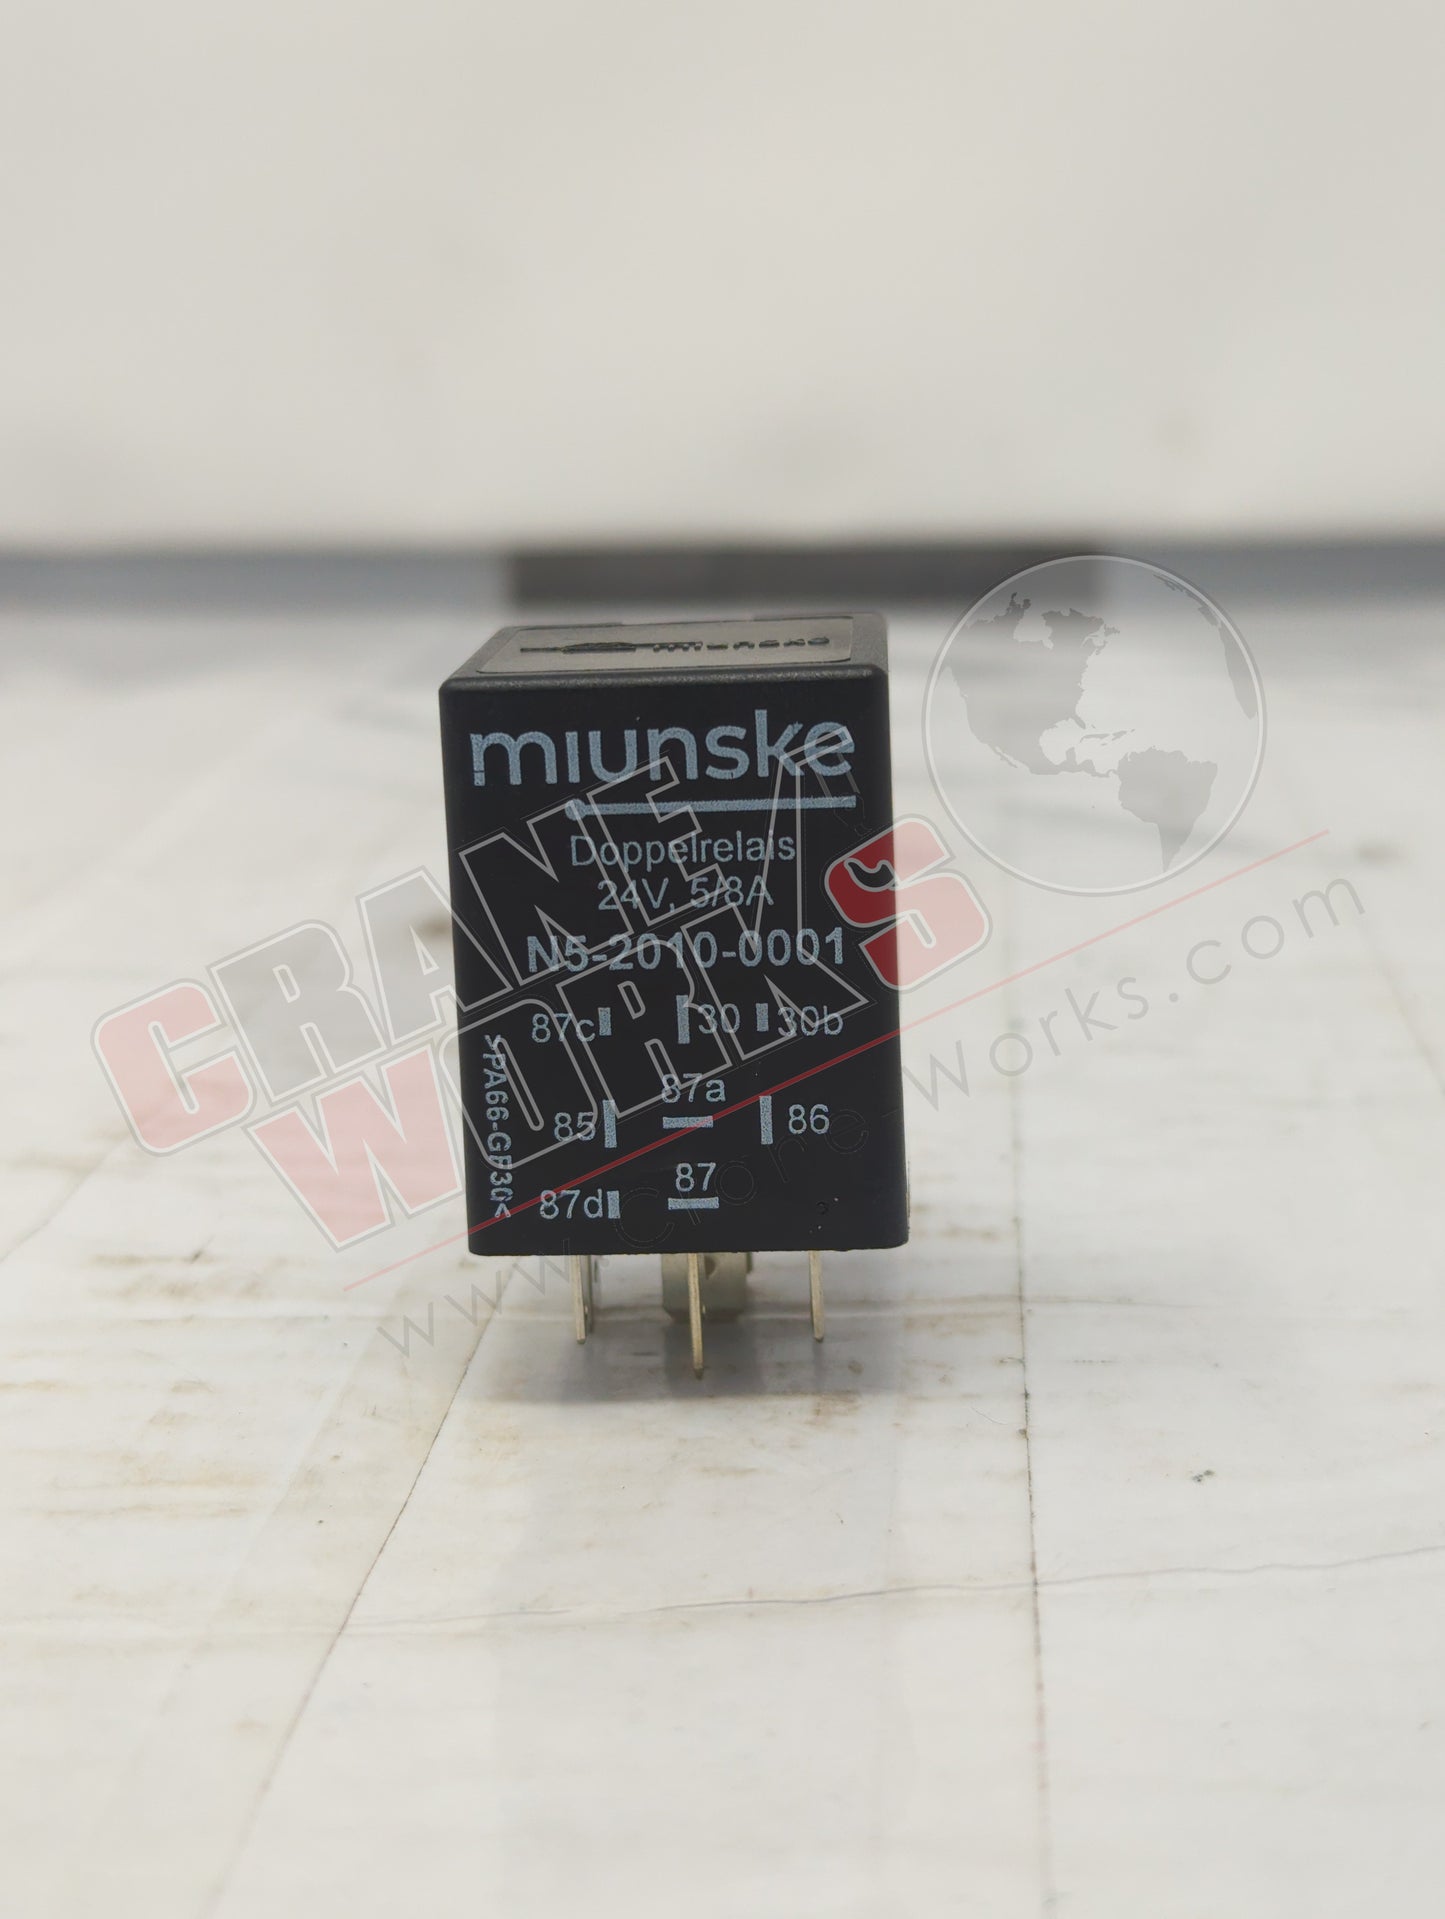 miunske
miunske
Doppelrelais
24V, 5/8A
N5-2010-0001
87c 30 30b
87a
85 86
87
87d
>PA66-GF30<
CRANE
WORKS
www.crane-works.com